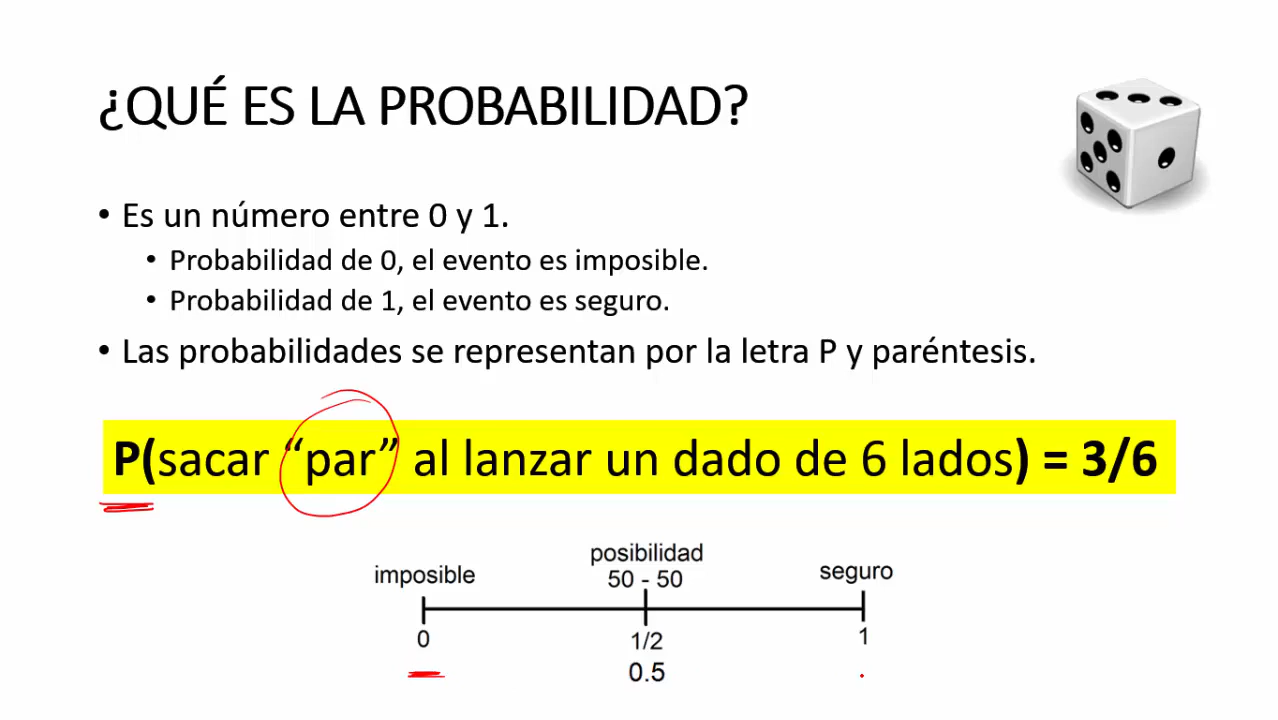 ¿QUÉ ES LA PROBABILIDAD?
• Es un número entre 0 y 1.
• Probabilidad de 0, el evento es imposible.
• Probabilidad de 1, el evento es seguro.
• Las probabilidades se representan por la letra P y paréntesis.
P(sacar “par” al lanzar un dado de 6 lados) = 3/6
imposible
posibilidad
50 - 50
seguro
0
1/2
1
0.5